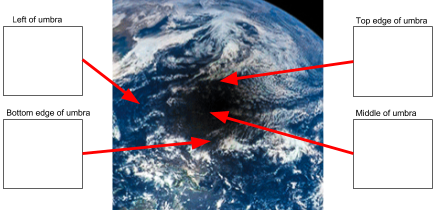 Left of umbra
Top edge of umbra
Bottom edge of umbra
Middle of umbra